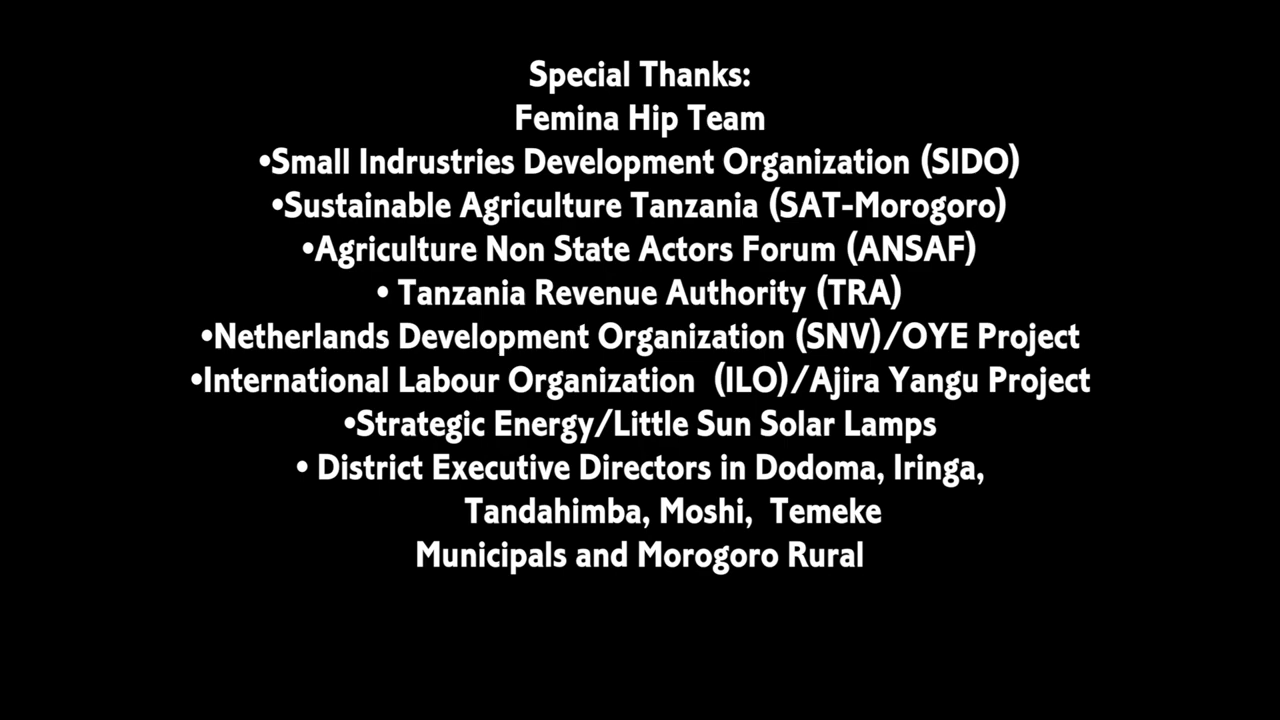 Special Thanks:
Femina Hip Team
•Small Indrustries Development Organization (SIDO)
•Sustainable Agriculture Tanzania (SAT-Morogoro)
•Agriculture Non State Actors Forum (ANSAF)
• Tanzania Revenue Authority (TRA)
•Netherlands Development Organization (SNV)/OYE Project
•International Labour Organization  (ILO)/Ajira Yangu Project
•Strategic Energy/Little Sun Solar Lamps
• District Executive Directors in Dodoma, Iringa,
Tandahimba, Moshi,  Temeke
Municipals and Morogoro Rural